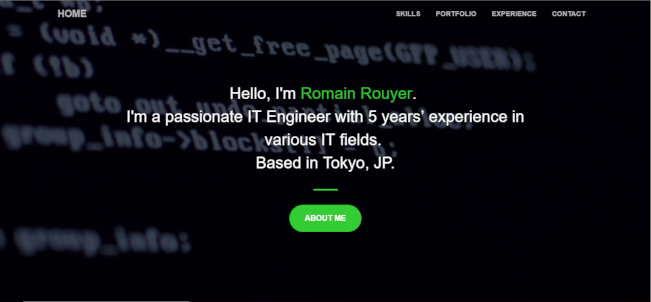 HOME
SKILLS PORTFOLIO EXPERIENCE CONTACT
= (void *)__get_free_page(GFP_USER);
if (!b)
goto out_undo_partial_alloc;
group_info->blocks[i] = b;
group_info;
Hello, I'm Romain Rouyer.
I'm a passionate IT Engineer with 5 years' experience in
various IT fields.
Based in Tokyo, JP.
ABOUT ME